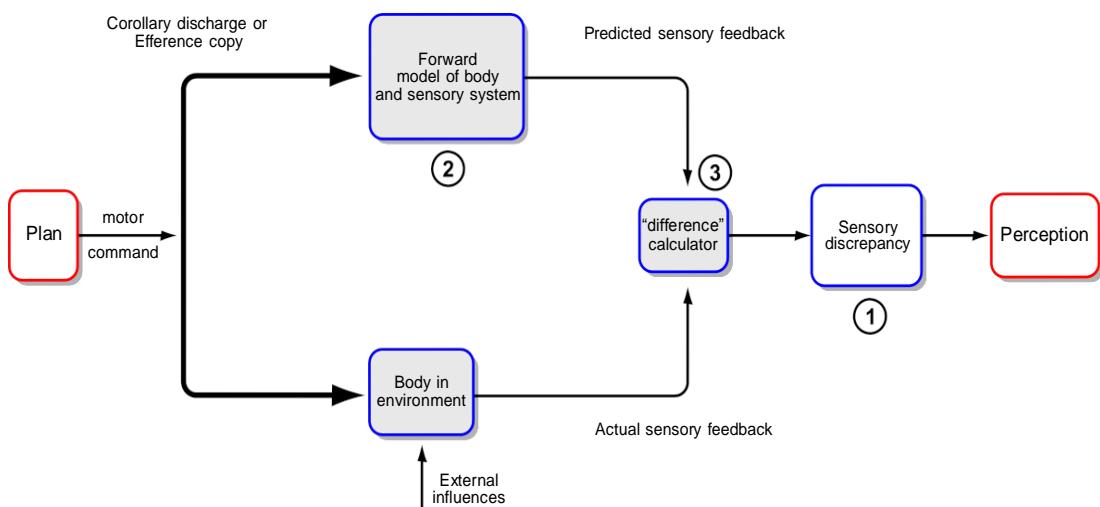 Corollary discharge or
Efference copy
Forward
model of body
and sensory system
Predicted sensory feedback
2
3
Plan
motor
command
“difference”
calculator
Sensory
discrepancy
Perception
1
Body in
environment
Actual sensory feedback
External
influences